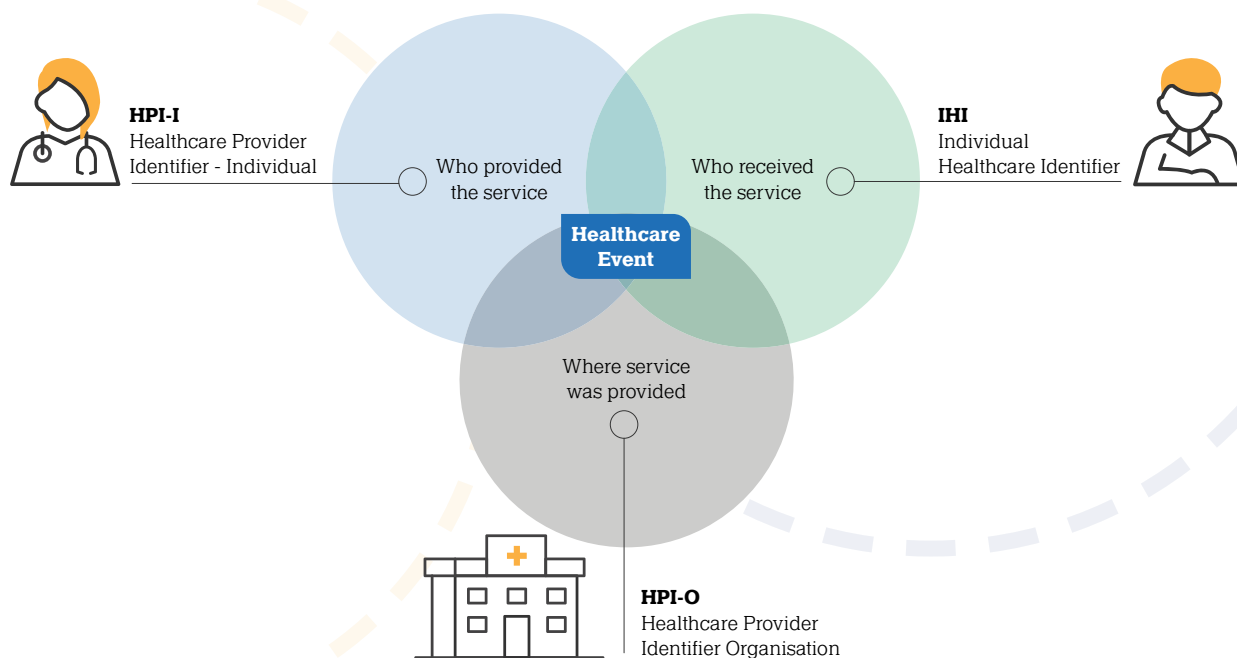 HPI-I
Healthcare Provider
Identifier - Individual
Who provided
the service
Who received
the service
IHI
Individual
Healthcare Identifier
Healthcare
Event
Where service
was provided
HPI-O
Healthcare Provider
Identifier Organisation